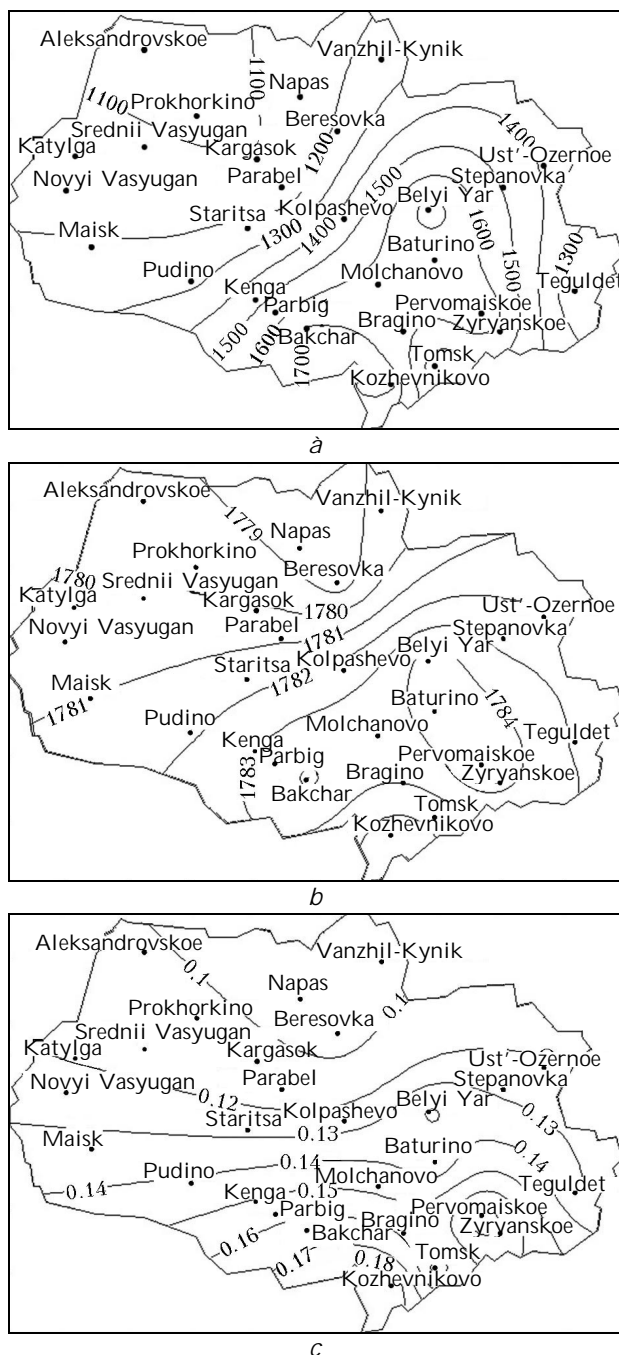 Aleksandrovskoe
Vanzhil-Kynik
1100
Napas
1100
Prokhorkino
Beresovka
Srednii Vasyugan
1200
1400
Katylga
Kargasok
Ust'-Ozernoe
Parabel
1500
Stepanovka
Novyi Vasyugan
Kolpashevo
Belyi Yar
Staritsa
1300
1400
1600
Maisk
Baturino
1500
1300
Pudino
Molchanovo
Teguldet
Kenga
Parbig
Pervomaiskoe
1500
1600
Bakchar
Bragino
Zyryanskoe
1700
Tomsk
Kozhevnikovo
à
Aleksandrovskoe
Vanzhil-Kynik
1779
Napas
Prokhorkino
Beresovka
1780
Srednii Vasyugan
Katylga
Kargasok
1780
Ust'-Ozernoe
Novyi Vasyugan
Parabel
1781
Stepanovka
Staritsa
Kolpashevo
Belyi Yar
1782
Maisk
1781
Baturino
1784
Pudino
Molchanovo
Teguldet
Kenga
Parbig
Pervomaiskoe
1783
Bakchar
Bragino
Zyryanskoe
Tomsk
Kozhevnikovo
b
Aleksandrovskoe
Vanzhil-Kynik
0.1
Napas
0.1
Prokhorkino
Beresovka
Srednii Vasyugan
Katylga
Kargasok
Ust'-Ozernoe
Novyi Vasyugan
Parabel
Stepanovka
0.12
Belyi Yar
Staritsa
Kolpashevo
0.13
0.13
Maisk
Baturino
0.14
0.14
Pudino
0.14
Molchanovo
Teguldet
Kenga
0.15
Parbig
Pervomaiskoe
0.16
Bakchar
Bragino
Zyryanskoe
0.17
0.18
Tomsk
Kozhevnikovo
c